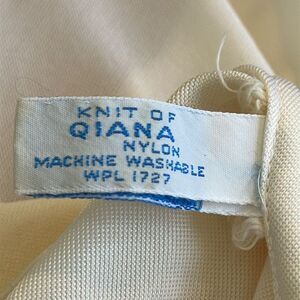 KNIT OF
QIANA
NYLON
MACHINE WASHABLE
WPL 1727